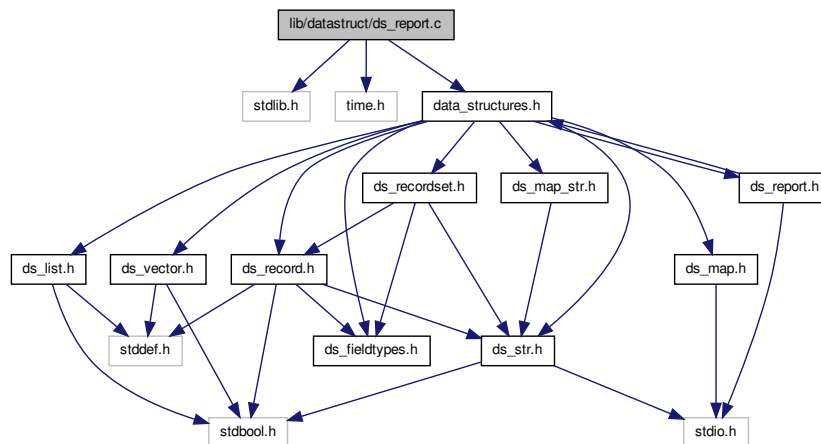 lib/datastruct/ds_report.c
stdlib.h
time.h
data_structures.h
ds_recordset.h
ds_map_str.h
ds_report.h
ds_list.h
ds_vector.h
ds_record.h
ds_map.h
stddef.h
ds_fieldtypes.h
ds_str.h
stdbool.h
stdio.h